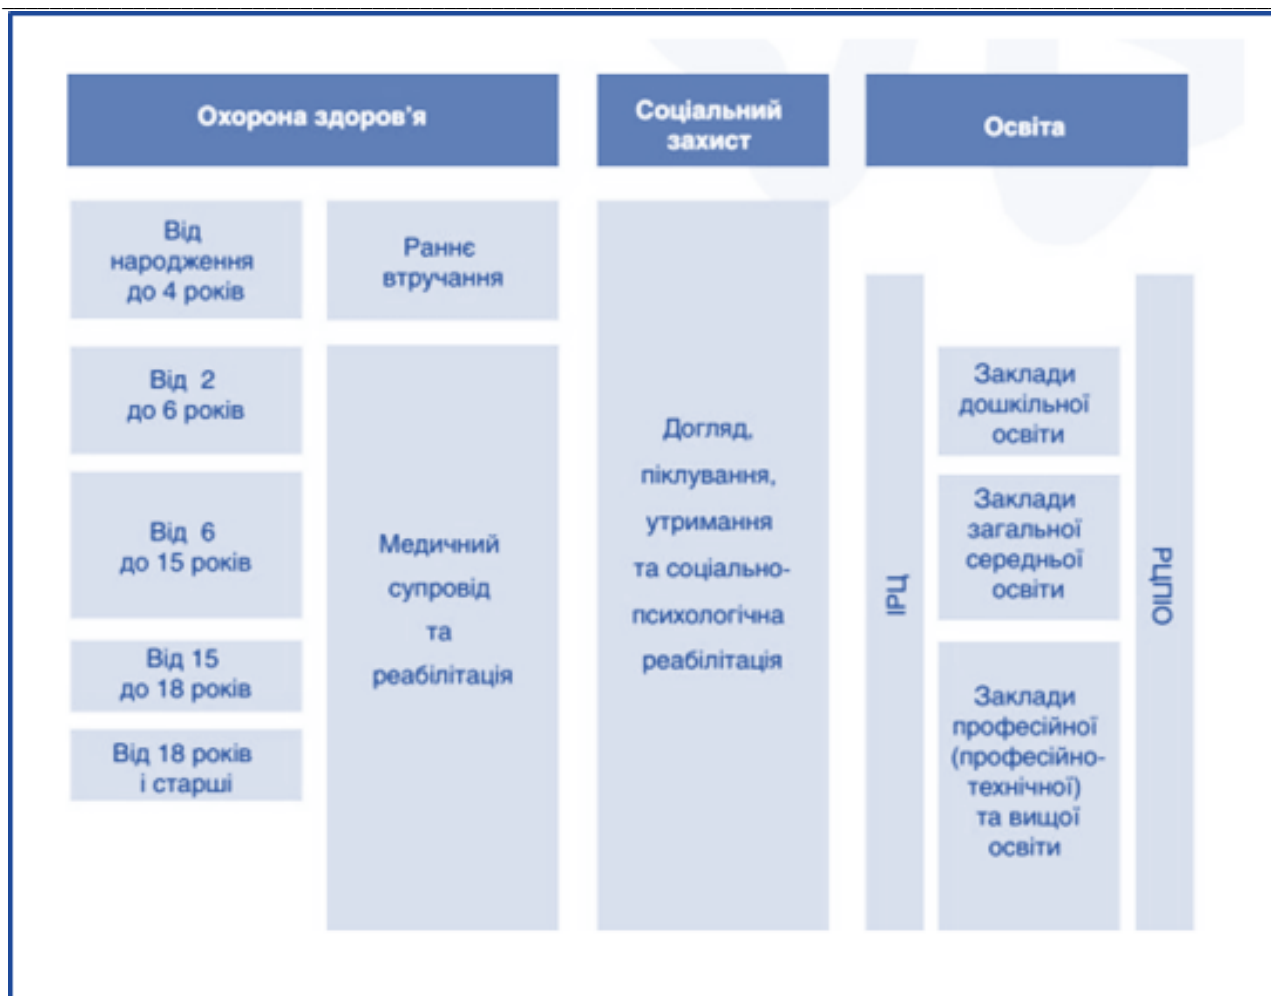 Охорона здоров'я
Соціальний
захист
Освіта
Від
народження
до 4 років
Раннє
втручання
Від 2
до 6 років
Від 6
до 15 років
Від 15
до 18 років
Від 18 років
і старші
Медичний
супровід
та
реабілітація
Догляд,
піклування,
утримання
та соціально-
психологічна
реабілітація
ІРЦ
Заклади
дошкільної
освіти
Заклади
загальної
середньої
освіти
Заклади
професійної
(професійно-
технічної)
та вищої
освіти
РЦПІО